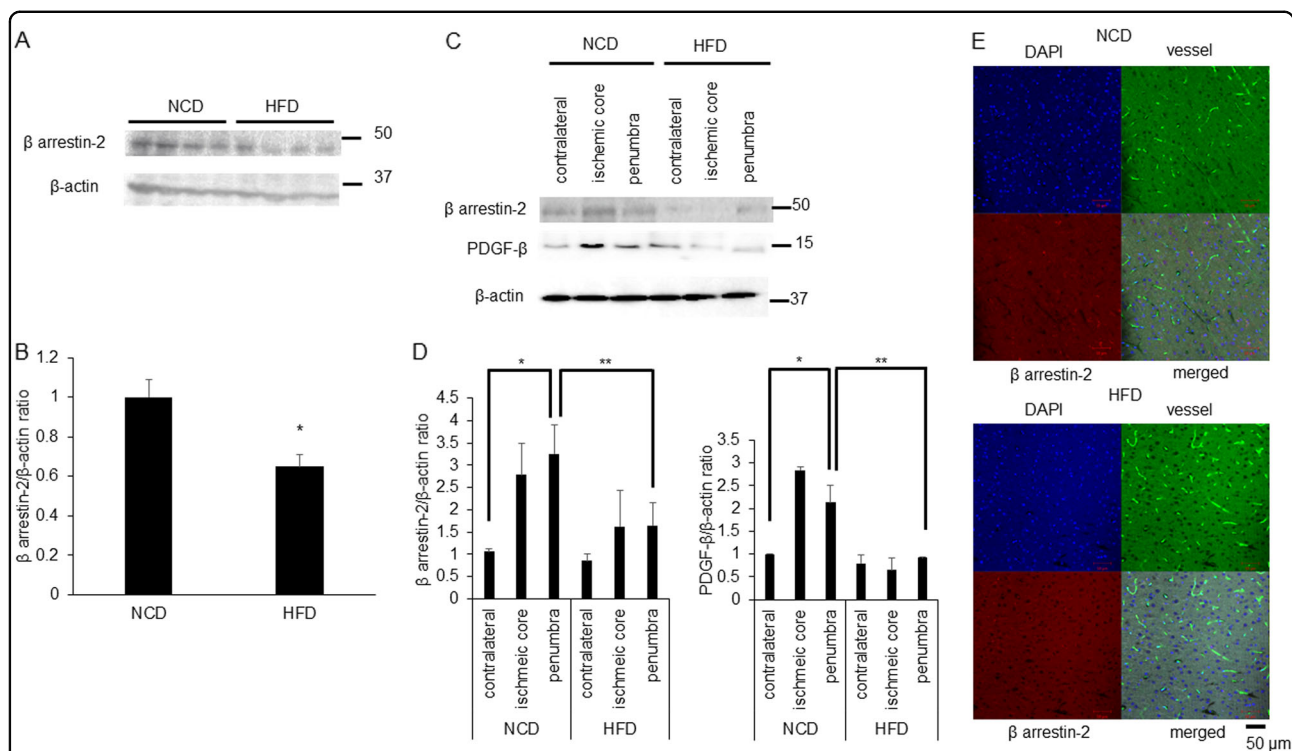 A
NCD HFD
β arrestin-2 50
β-actin 37
B
β arrestin-2/β-actin ratio
1.2
1
0.8
0.6
0.4
0.2
0
*
NCD HFD
C
NCD HFD
contralateral ischemic core penumbra contralateral ischemic core penumbra
β arrestin-2 50
PDGF-β 15
β-actin 37
D
* **
β arrestin-2/β-actin ratio
4.5
4
3.5
3
2.5
2
1.5
1
0.5
0
contralateral ischmeic core penumbra contralateral ischmeic core penumbra
NCD HFD
* **
PDGF-β/β-actin ratio
3.5
3
2.5
2
1.5
1
0.5
0
contralateral ischmeic core penumbra contralateral ischmeic core penumbra
NCD HFD
E
NCD
DAPI vessel
β arrestin-2 merged
HFD
DAPI vessel
β arrestin-2 merged
50 µm